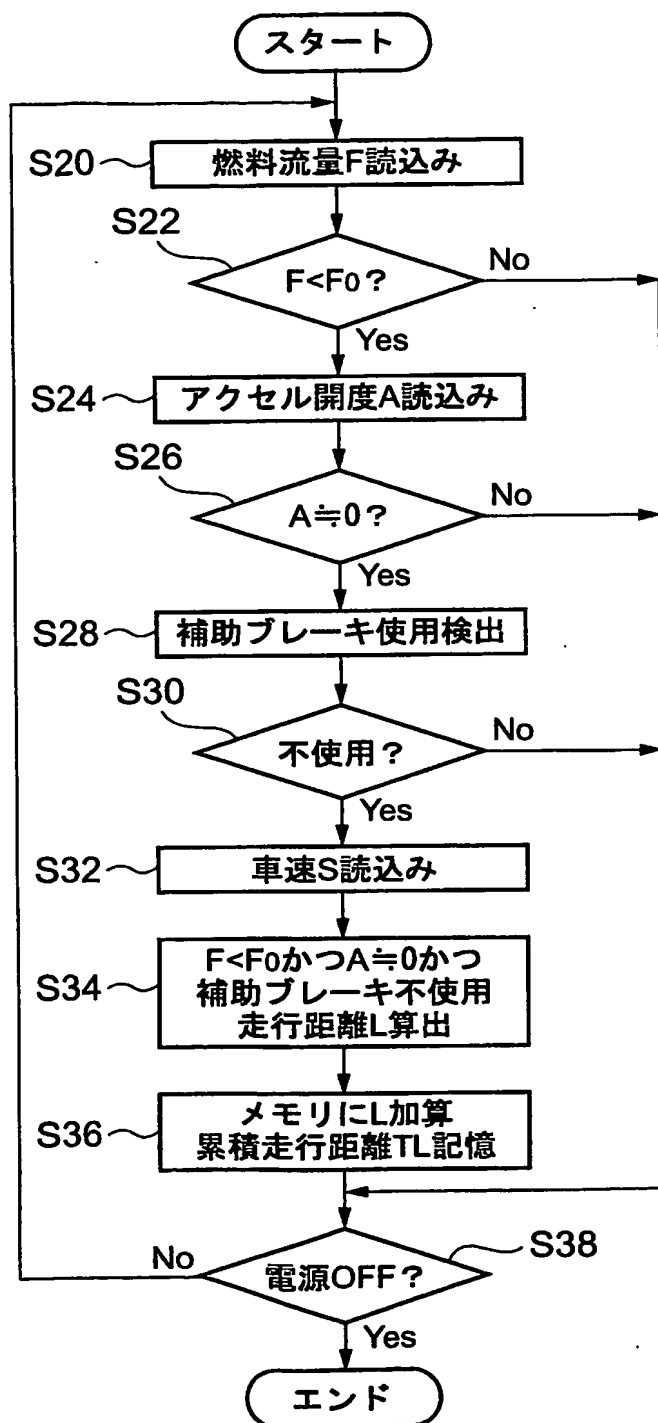 スタート
S20
燃料流量F読込み
S22
F<F0?
No
Yes
S24
アクセル開度A読込み
S26
A≒0?
No
Yes
S28
補助ブレーキ使用検出
S30
不使用?
No
Yes
S32
車速S読込み
S34
F<F0かつA≒0かつ
補助ブレーキ不使用
走行距離L算出
S36
メモリにL加算
累積走行距離TL記憶
S38
電源OFF?
No
Yes
エンド